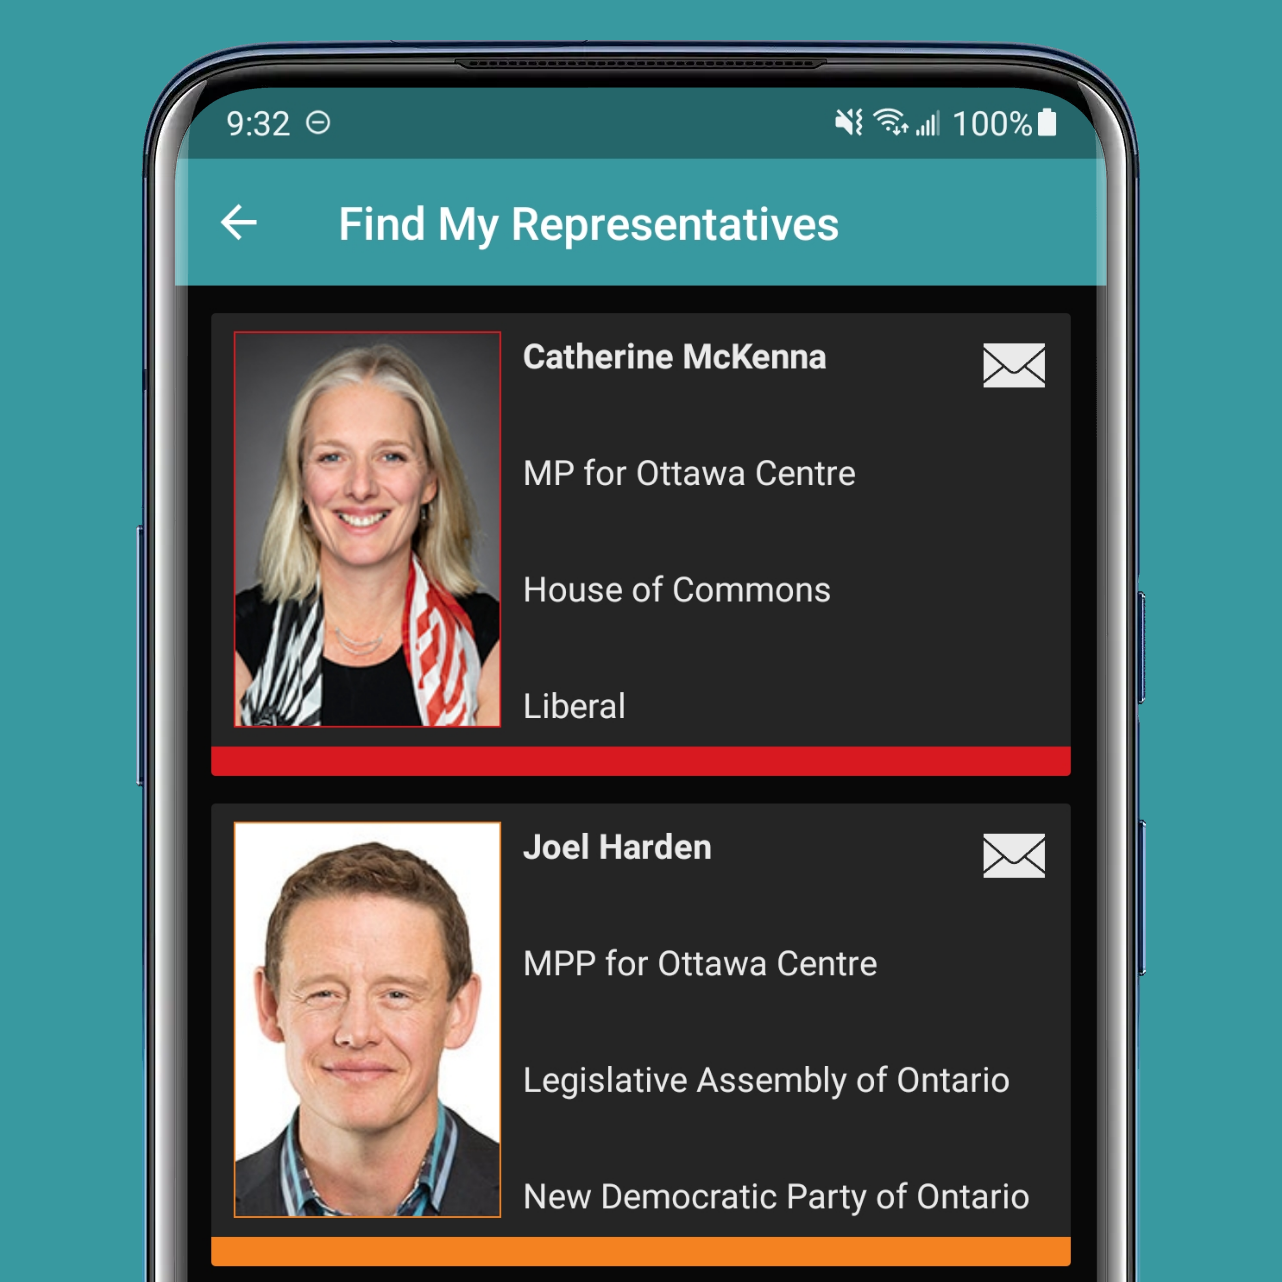 9:32
100%
Find My Representatives
Catherine McKenna
MP for Ottawa Centre
House of Commons
Liberal
Joel Harden
MPP for Ottawa Centre
Legislative Assembly of Ontario
New Democratic Party of Ontario